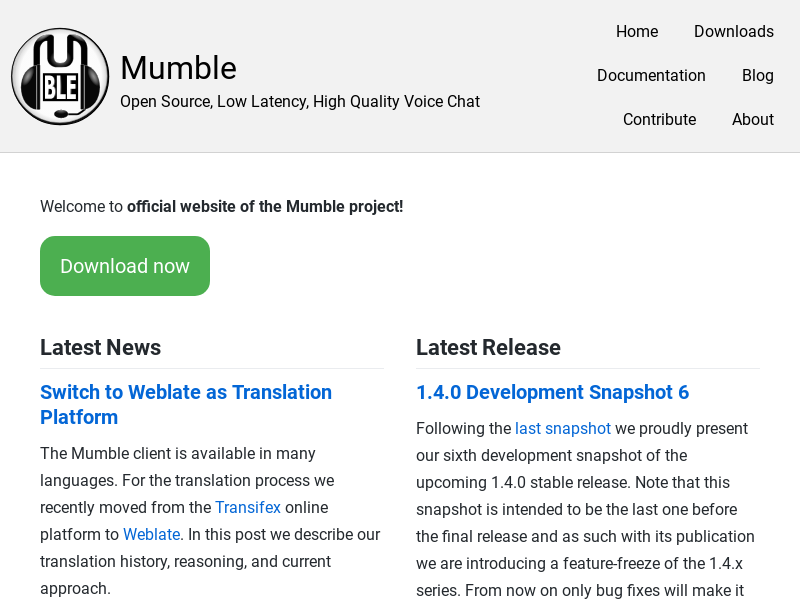 BLE
Mumble
Open Source, Low Latency, High Quality Voice Chat
Home Downloads
Documentation Blog
Contribute About
Welcome to official website of the Mumble project!
Download now
Latest News
Switch to Weblate as Translation
Platform
The Mumble client is available in many
languages. For the translation process we
recently moved from the Transifex online
platform to Weblate. In this post we describe our
translation history, reasoning, and current
approach.
Latest Release
1.4.0 Development Snapshot 6
Following the last snapshot we proudly present
our sixth development snapshot of the
upcoming 1.4.0 stable release. Note that this
snapshot is intended to be the last one before
the final release and as such with its publication
we are introducing a feature-freeze of the 1.4.x
series. From now on only bug fixes will make it